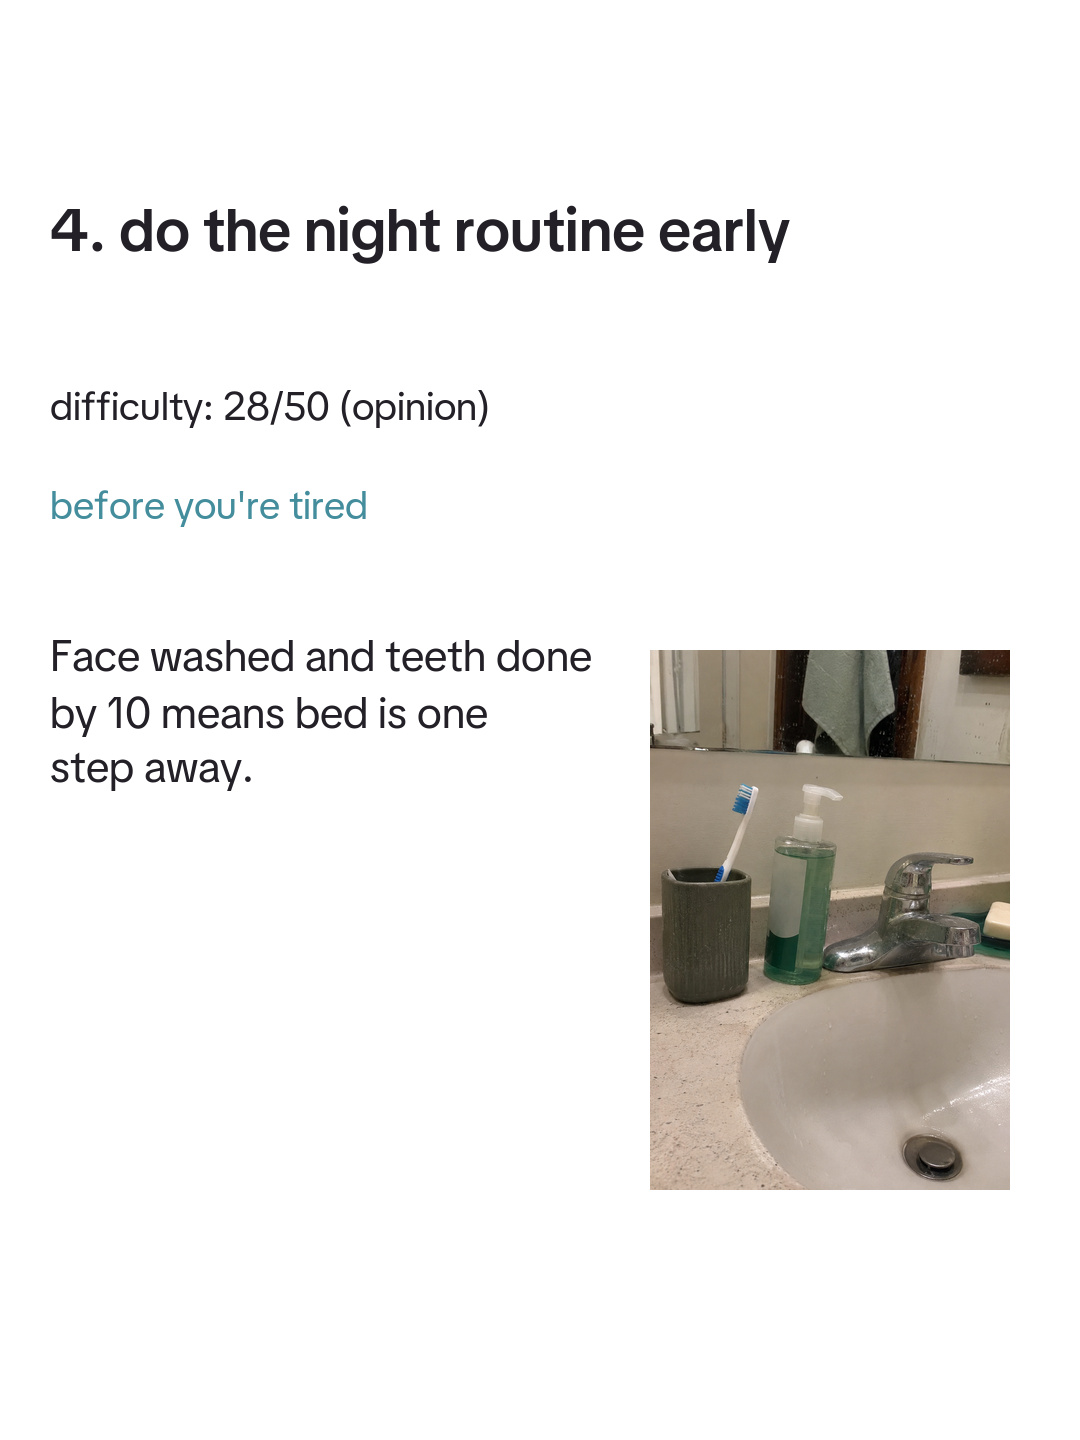 4. do the night routine early
difficulty: 28/50 (opinion)
before you're tired
Face washed and teeth done
by 10 means bed is one
step away.